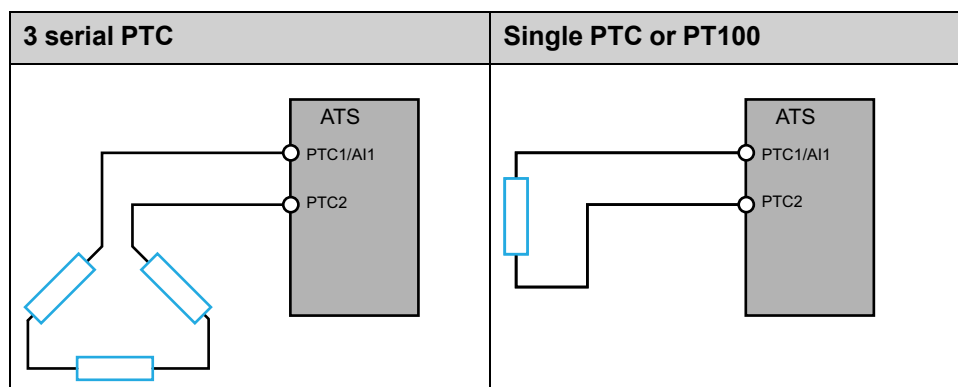 3 serial PTC
Single PTC or PT100
ATS
PTC1/AI1
PTC2
ATS
PTC1/AI1
PTC2